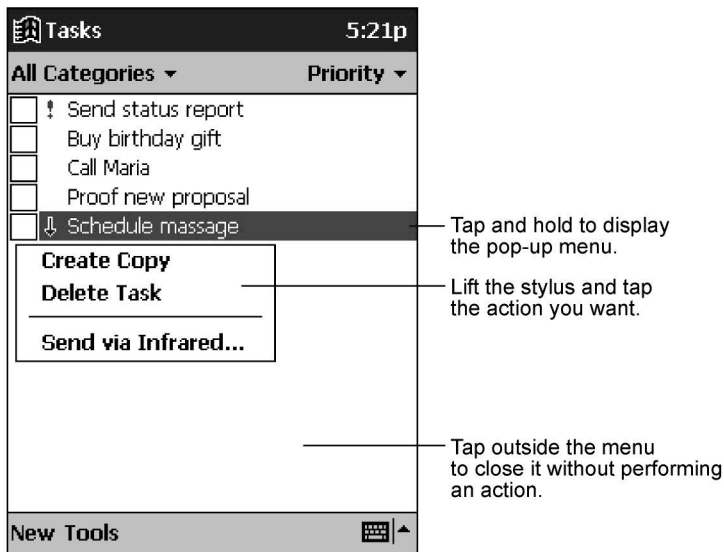 Tasks 5:21p
All Categories Priority
Send status report
Buy birthday gift
Call Maria
Proof new proposal
Schedule massage
Create Copy
Delete Task
Send via Infrared...
Tap and hold to display
the pop-up menu.
Lift the stylus and tap
the action you want.
Tap outside the menu
to close it without performing
an action.
New Tools